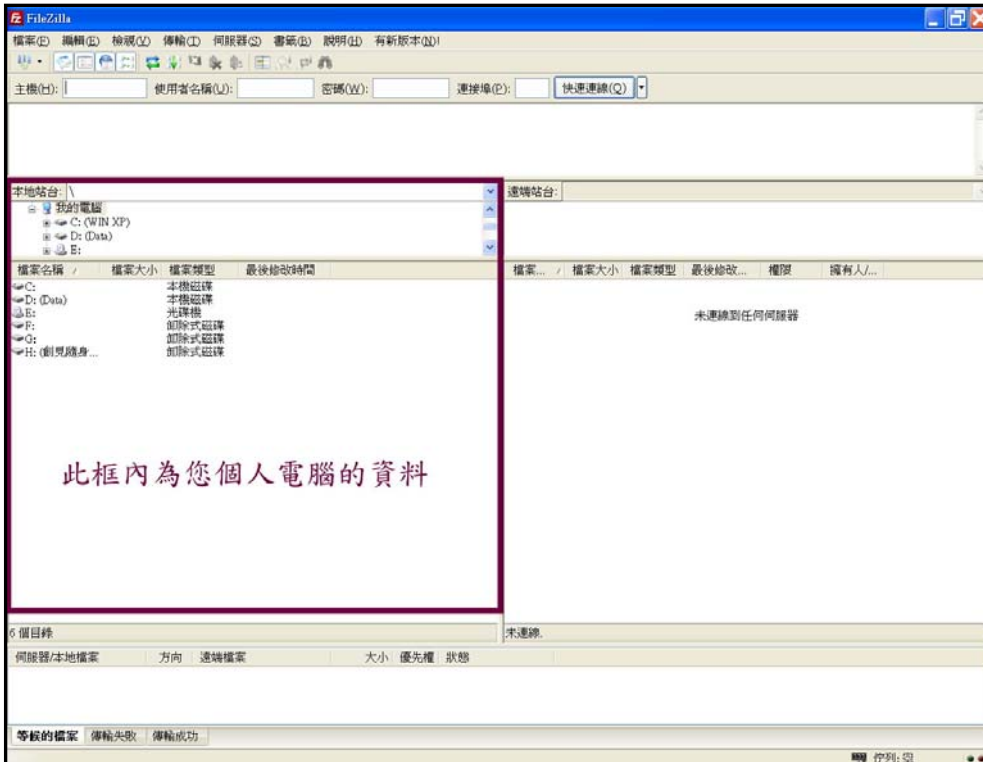 FileZilla
檔案(F) 編輯(E) 檢視(V) 傳輸(T) 伺服器(S) 書籤(B) 說明(H) 有新版本(N)!
主機(H): 使用者名稱(U): 密碼(W): 連接埠(P): 快速連線(Q)
本地站台: \
遠端站台:
我的電腦
C: (WIN XP)
D: (Data)
E:
檔案名稱 / 檔案大小 檔案類型 最後修改時間
C: 本機磁碟
D: (Data) 本機磁碟
E: 光碟機
F: 卸除式磁碟
G: 卸除式磁碟
H: (創見隨身... 卸除式磁碟
此框內為您個人電腦的資料
6 個目錄
檔案... / 檔案大小 檔案類型 最後修改... 權限 擁有人/...
未連線到任何伺服器
未連線.
伺服器/本地檔案 方向 遠端檔案 大小 優先權 狀態
等候的檔案 傳輸失敗 傳輸成功
佇列: 空